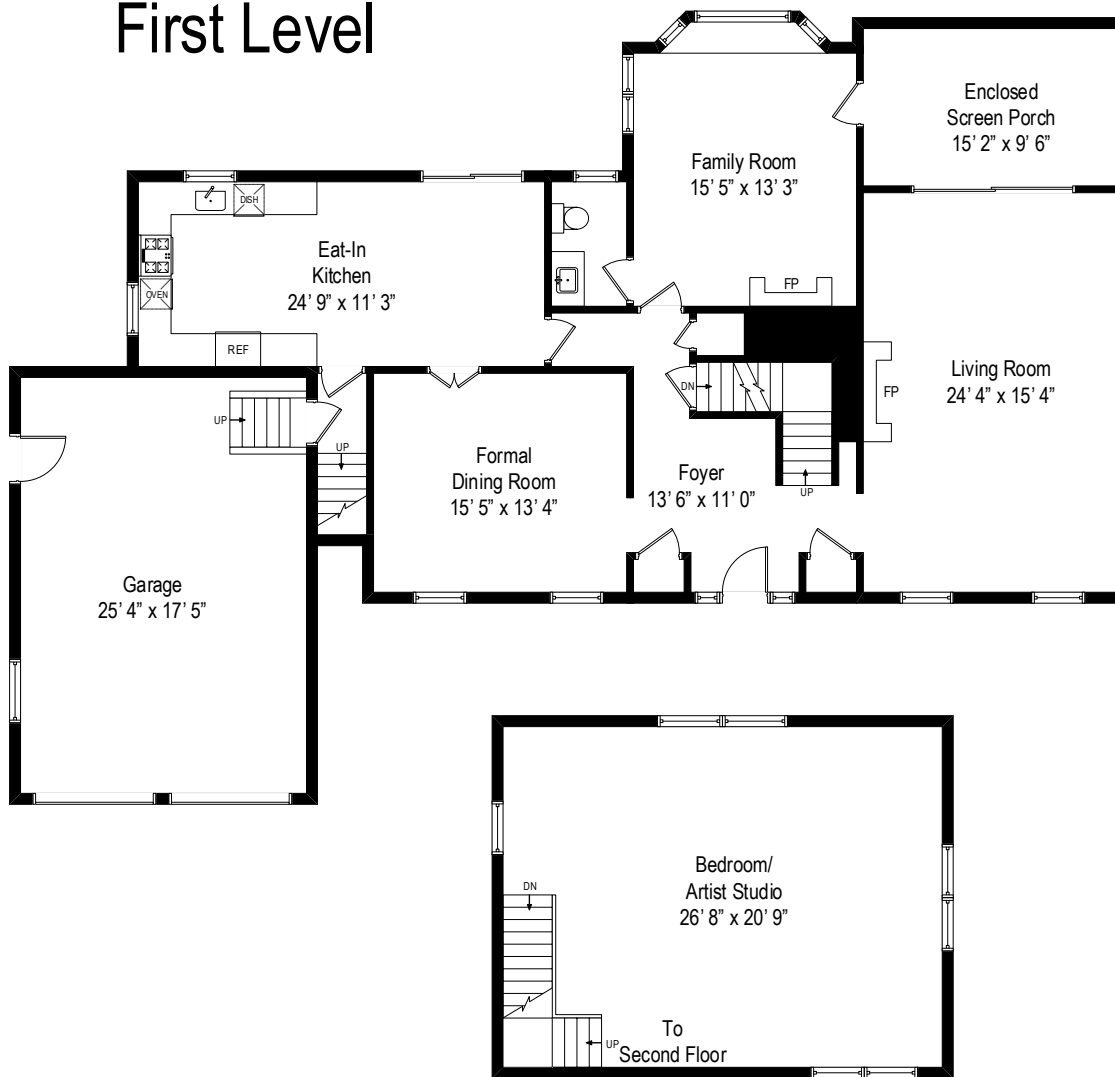 First Level
Enclosed
Screen Porch
15’ 2” x 9’ 6”
Family Room
15’ 5” x 13’ 3”
DISH
Eat-In
Kitchen
24’ 9” x 11’ 3”
OVEN
FP
REF
Living Room
24’ 4” x 15’ 4”
FP
DN
UP
UP
Formal
Dining Room
15’ 5” x 13’ 4”
Foyer
13’ 6” x 11’ 0”
UP
Garage
25’ 4” x 17’ 5”
Bedroom/
Artist Studio
26’ 8” x 20’ 9”
DN
UP
To
Second Floor